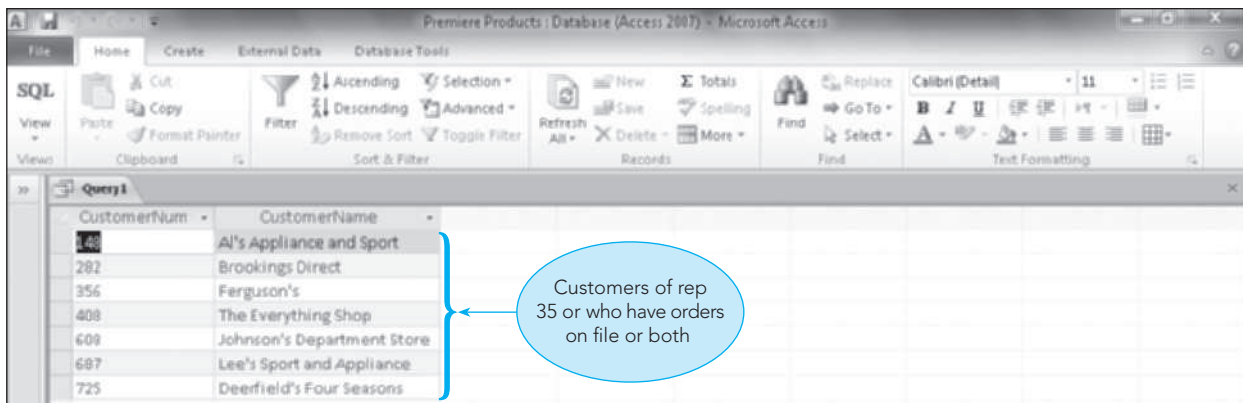 Premiere Products : Database (Access 2007) - Microsoft Access
File Home Create External Data Database Tools
SQL View Views
Paste Cut Copy Format Painter Clipboard
Filter Ascending Descending Remove Sort Selection Advanced Toggle Filter Sort & Filter
Refresh All New Save Delete Totals Spelling More Records
Find Replace Go To Select Find
Calibri (Detail) 11
B I U
A
Text Formatting
Query1
CustomerNum CustomerName
148 Al's Appliance and Sport
282 Brookings Direct
356 Ferguson's
408 The Everything Shop
608 Johnson's Department Store
687 Lee's Sport and Appliance
725 Deerfield's Four Seasons
Customers of rep
35 or who have orders
on file or both